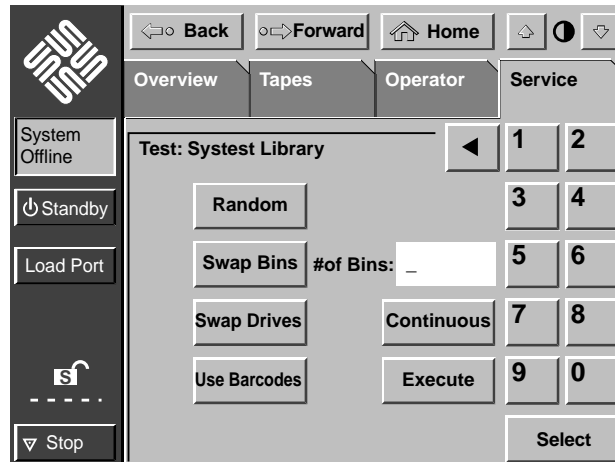 SUN
Back
Forward
Home
Overview
Tapes
Operator
Service
System
Offline
Standby
Load Port
S
Stop
Test: Systest Library
Random
Swap Bins
#of Bins: _
Swap Drives
Continuous
Use Barcodes
Execute
1 2
3 4
5 6
7 8
9 0
Select